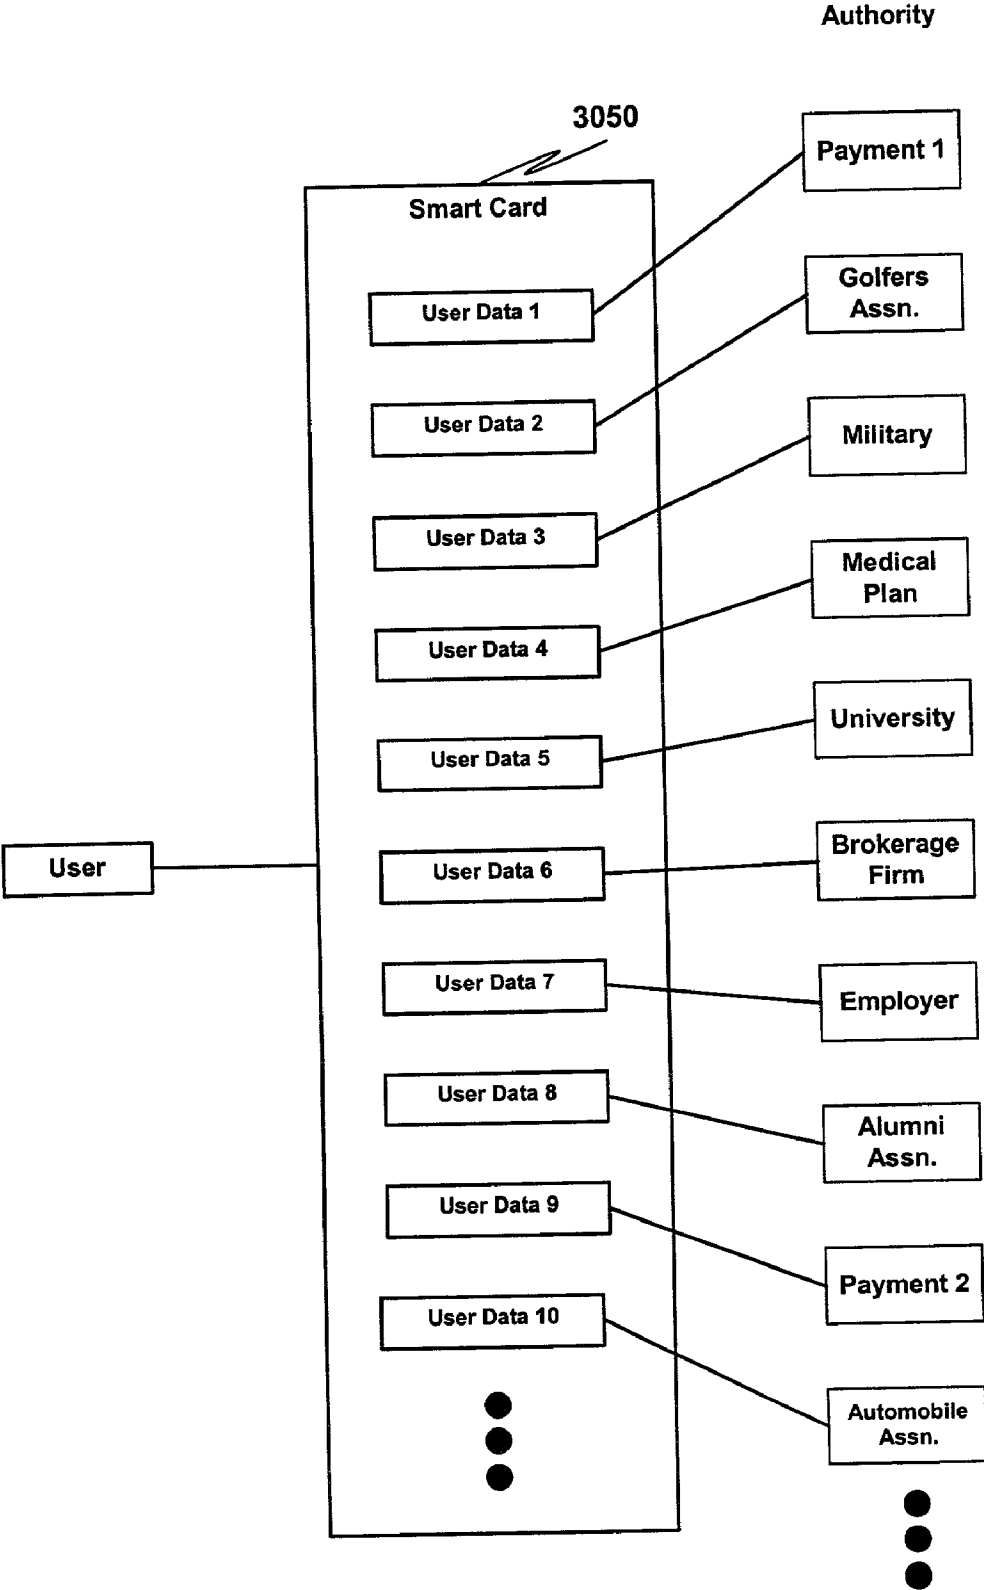 Authority
3050
Smart Card
User
User Data 1
User Data 2
User Data 3
User Data 4
User Data 5
User Data 6
User Data 7
User Data 8
User Data 9
User Data 10
Payment 1
Golfers
Assn.
Military
Medical
Plan
University
Brokerage
Firm
Employer
Alumni
Assn.
Payment 2
Automobile
Assn.